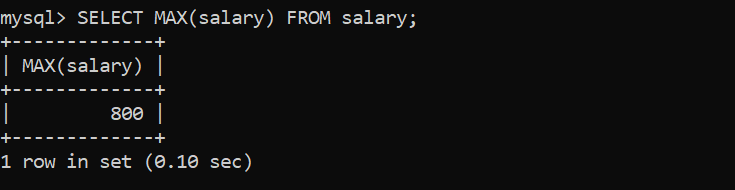 mysql> SELECT MAX(salary) FROM salary;
+-------------+
| MAX(salary) |
+-------------+
|         800 |
+-------------+
1 row in set (0.10 sec)